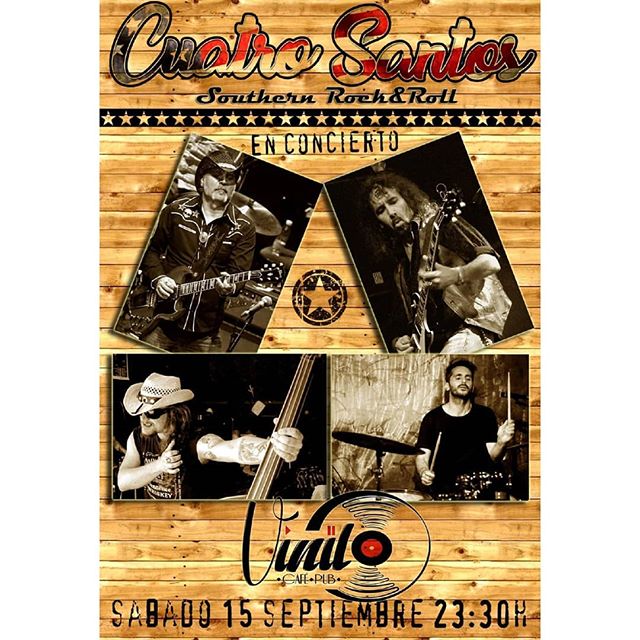 Cuatro Santos
Southern Rock&Roll
EN CONCIERTO
Vinilo
·CAFE·PUB·
SABADO 15 SEPTIEMBRE 23:30H